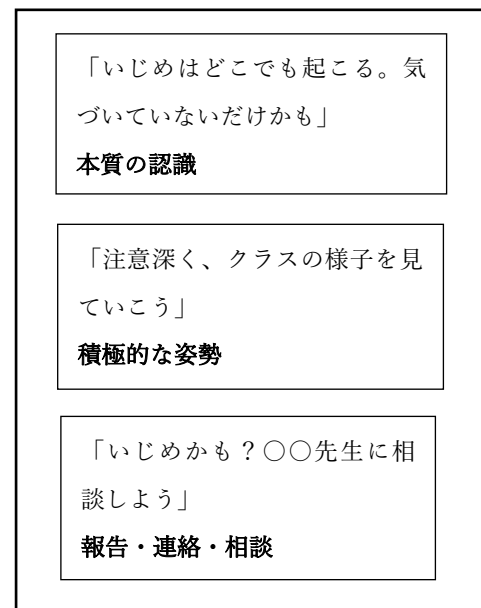 「いじめはどこでも起こる。気
づいていないだけかも」
本質の認識
「注意深く、クラスの様子を見
ていこう」
積極的な姿勢
「いじめかも？○○先生に相
談しよう」
報告・連絡・相談